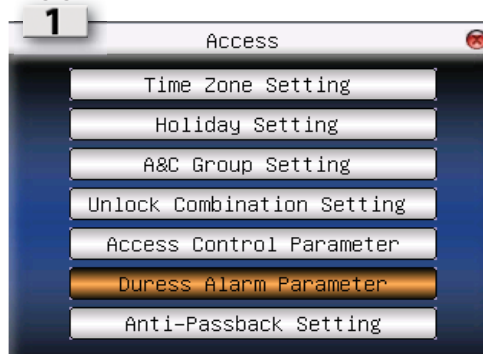 1
Access
Time Zone Setting
Holiday Setting
A&C Group Setting
Unlock Combination Setting
Access Control Parameter
Duress Alarm Parameter
Anti-Passback Setting